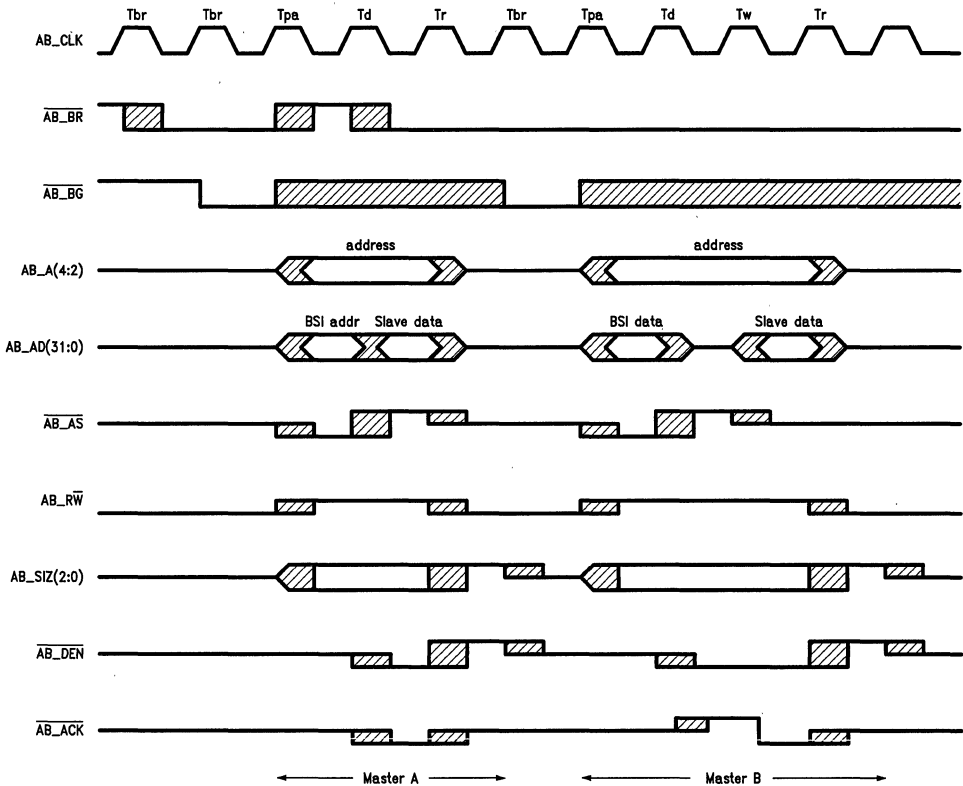 Tbr Tbr Tpa Td Tr Tbr Tpa Td Tw Tr
AB_CLK
AB_BR
AB_BG
address address
AB_A(4:2)
BSI addr Slave data BSI data Slave data
AB_AD(31:0)
AB_AS
AB_RW
AB_SIZ(2:0)
AB_DEN
AB_ACK
Master A Master B